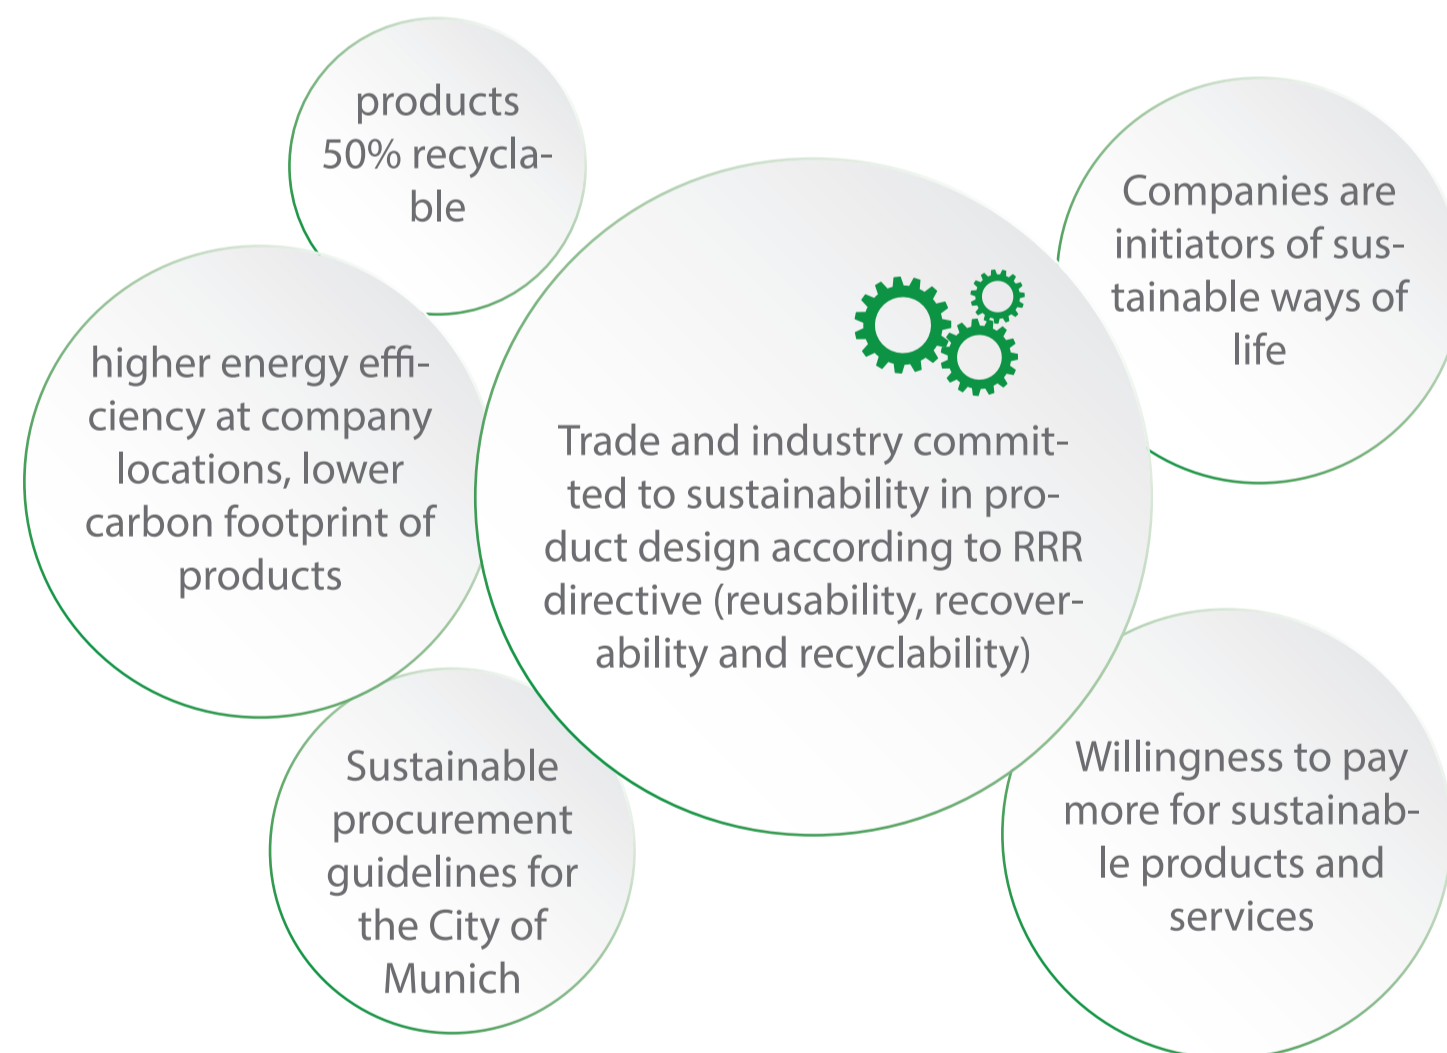 products
50% recycla-
ble
Companies are
initiators of sus-
tainable ways of
life
higher energy effi-
ciency at company
locations, lower
carbon footprint of
products
Trade and industry commit-
ted to sustainability in pro-
duct design according to RRR
directive (reusability, recover-
ability and recyclability)
Sustainable
procurement
guidelines for
the City of
Munich
Willingness to pay
more for sustainab-
le products and
services